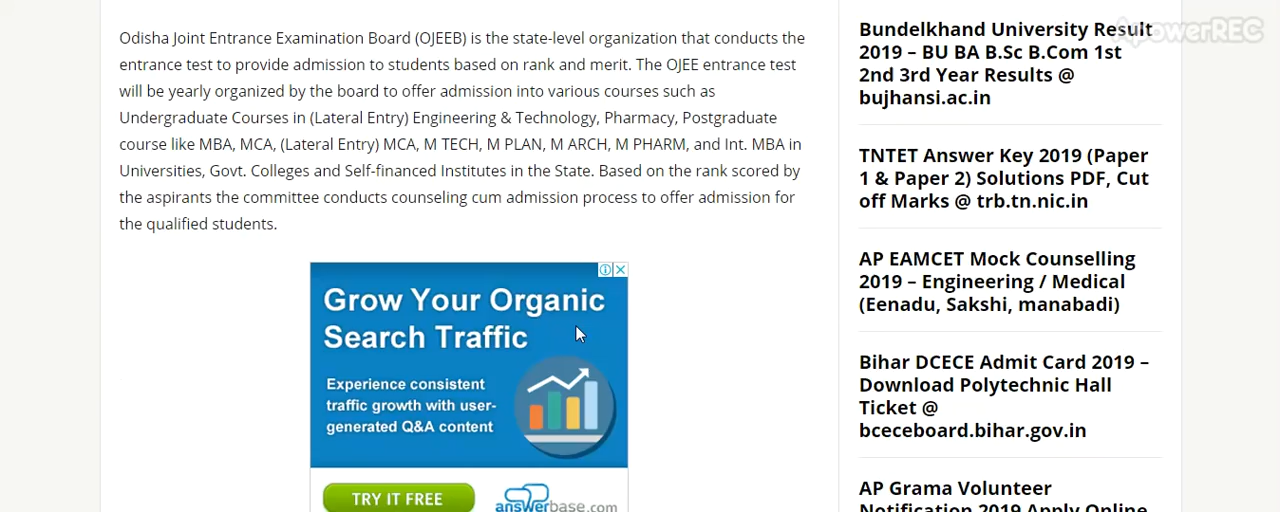 Odisha Joint Entrance Examination Board (OJEEB) is the state-level organization that conducts the
entrance test to provide admission to students based on rank and merit. The OJEE entrance test
will be yearly organized by the board to offer admission into various courses such as
Undergraduate Courses in (Lateral Entry) Engineering & Technology, Pharmacy, Postgraduate
course like MBA, MCA, (Lateral Entry) MCA, M TECH, M PLAN, M ARCH, M PHARM, and Int. MBA in
Universities, Govt. Colleges and Self-financed Institutes in the State. Based on the rank scored by
the aspirants the committee conducts counseling cum admission process to offer admission for
the qualified students.
Grow Your Organic
Search Traffic
Experience consistent
traffic growth with user-
generated Q&A content
TRY IT FREE
answerbase.com
ApowerREC
Bundelkhand University Result
2019 – BU BA B.Sc B.Com 1st
2nd 3rd Year Results @
bujhansi.ac.in
TNTET Answer Key 2019 (Paper
1 & Paper 2) Solutions PDF, Cut
off Marks @ trb.tn.nic.in
AP EAMCET Mock Counselling
2019 – Engineering / Medical
(Eenadu, Sakshi, manabadi)
Bihar DCECE Admit Card 2019 –
Download Polytechnic Hall
Ticket @
bceceboard.bihar.gov.in
AP Grama Volunteer
Notification 2019 Apply Online